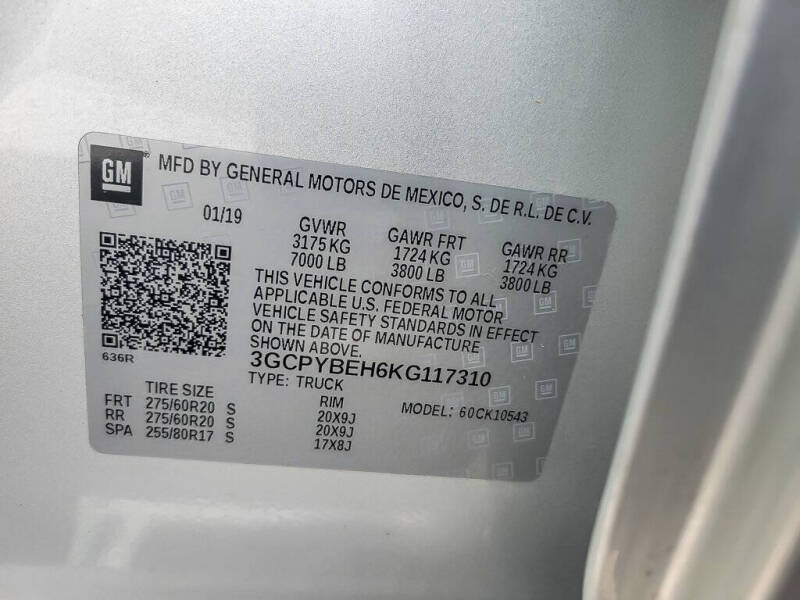 GM ® MFD BY GENERAL MOTORS DE MEXICO, S. DE R.L. DE C.V.
01/19 GVWR GAWR FRT GAWR RR
3175 KG 1724 KG 1724 KG
7000 LB 3800 LB 3800 LB
THIS VEHICLE CONFORMS TO ALL
APPLICABLE U.S. FEDERAL MOTOR
VEHICLE SAFETY STANDARDS IN EFFECT
ON THE DATE OF MANUFACTURE
SHOWN ABOVE.
636R
3GCPYBEH6KG117310
TYPE: TRUCK
TIRE SIZE RIM MODEL: 60CK10543
FRT 275/60R20 S 20X9J
RR 275/60R20 S 20X9J
SPA 255/80R17 S 17X8J